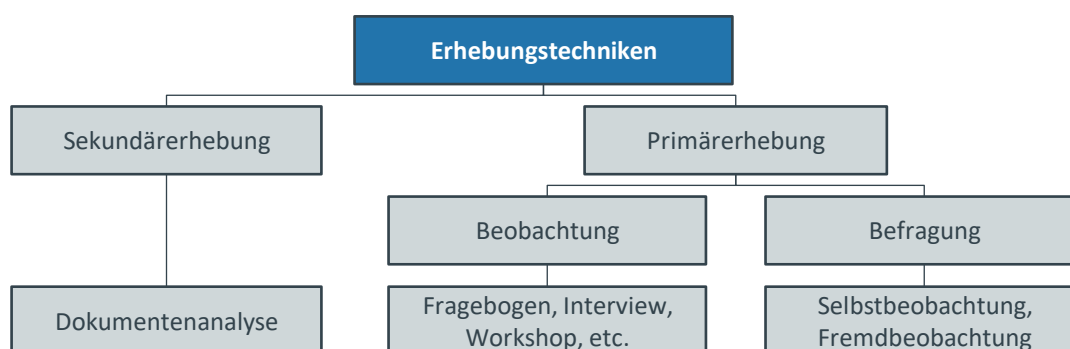 Erhebungstechniken
Sekundärerhebung
Primärerhebung
Beobachtung
Befragung
Dokumentenanalyse
Fragebogen, Interview,
Workshop, etc.
Selbstbeobachtung,
Fremdbeobachtung